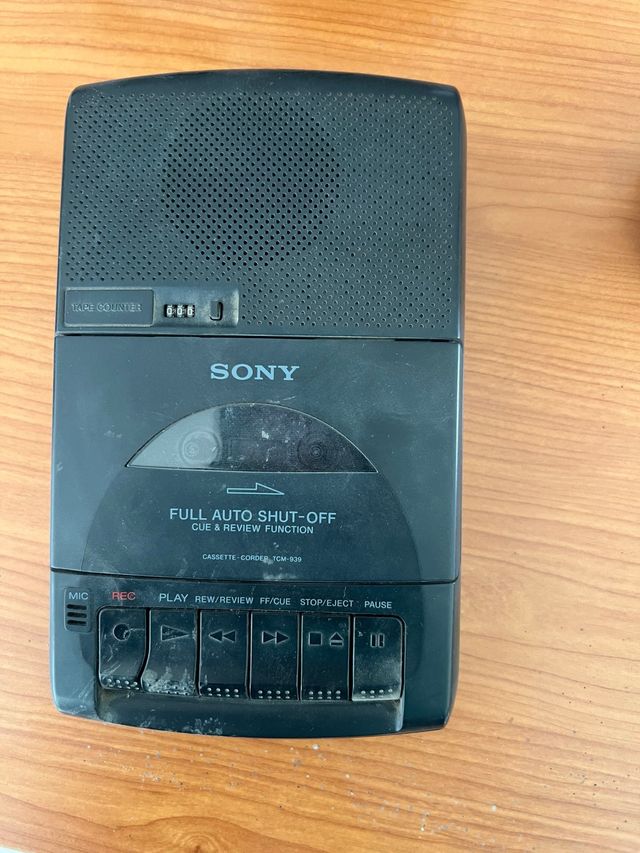 TAPE COUNTER
000
SONY
FULL AUTO SHUT-OFF
CUE & REVIEW FUNCTION
CASSETTE-CORDER TCM-939
MIC REC PLAY REW/REVIEW FF/CUE STOP/EJECT PAUSE